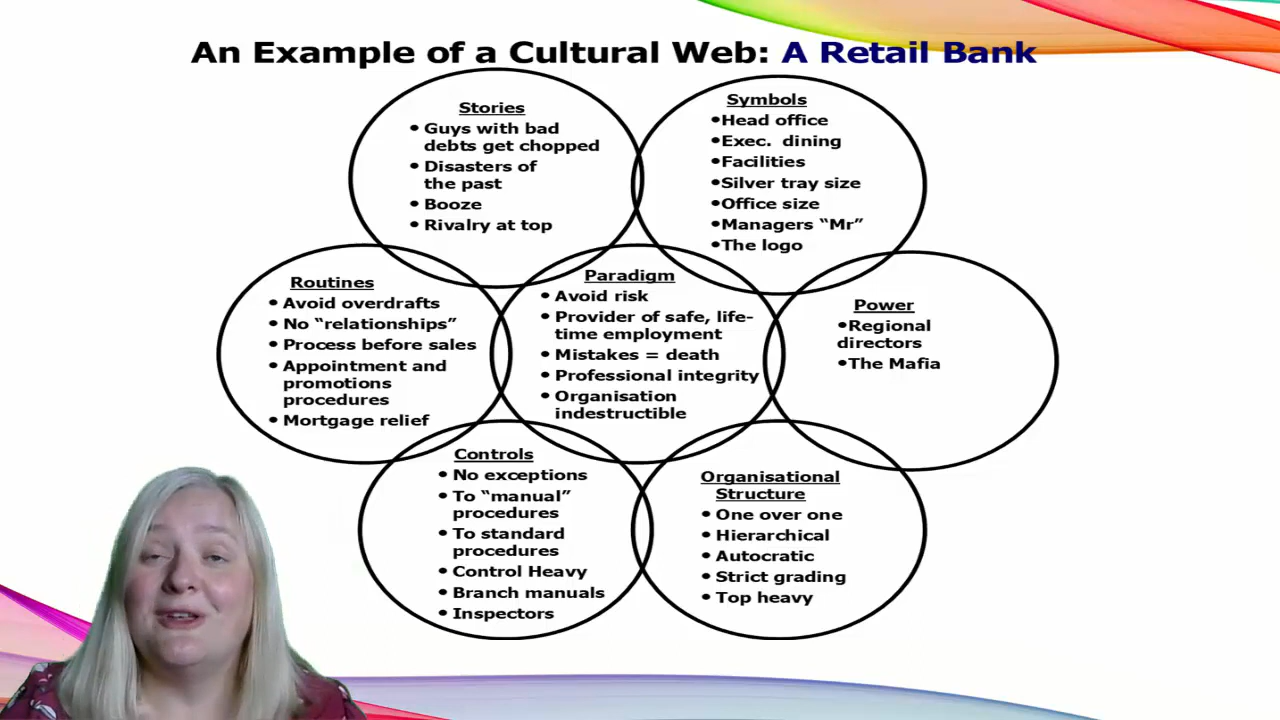 An Example of a Cultural Web: A Retail Bank
Stories
• Guys with bad
debts get chopped
• Disasters of
the past
• Booze
• Rivalry at top
Symbols
•Head office
•Exec. dining
•Facilities
•Silver tray size
•Office size
•Managers “Mr”
•The logo
Routines
• Avoid overdrafts
• No “relationships”
• Process before sales
• Appointment and
promotions
procedures
• Mortgage relief
Paradigm
• Avoid risk
• Provider of safe, life-
time employment
• Mistakes = death
• Professional integrity
• Organisation
indestructible
Power
•Regional
directors
•The Mafia
Controls
• No exceptions
• To “manual”
procedures
• To standard
procedures
• Control Heavy
• Branch manuals
• Inspectors
Organisational
Structure
• One over one
• Hierarchical
• Autocratic
• Strict grading
• Top heavy